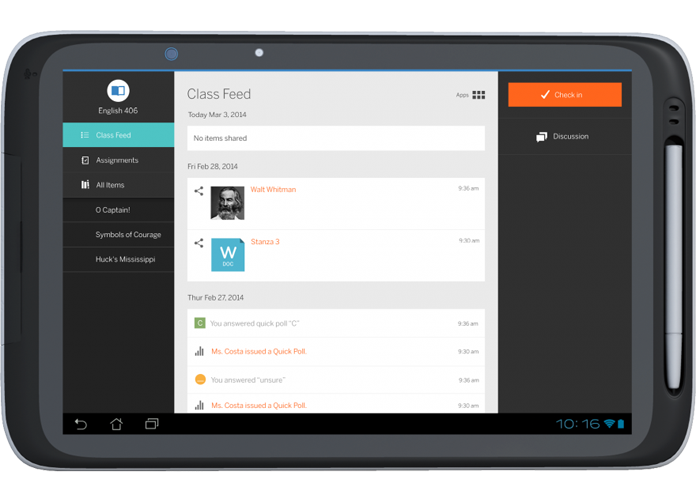 English 406
Class Feed
Assignments
All Items
O Captain!
Symbols of Courage
Huck's Mississippi
Class Feed
Apps
Today Mar 3, 2014
No items shared
Fri Feb 28, 2014
Walt Whitman
9:36 am
W
DOC
Stanza 3
9:30 am
Thur Feb 27, 2014
C
You answered quick poll "C"
9:36 am
Ms. Costa issued a Quick Poll.
9:30 am
You answered "unsure"
9:36 am
Ms. Costa issued a Quick Poll.
9:30 am
Check in
Discussion
10:16